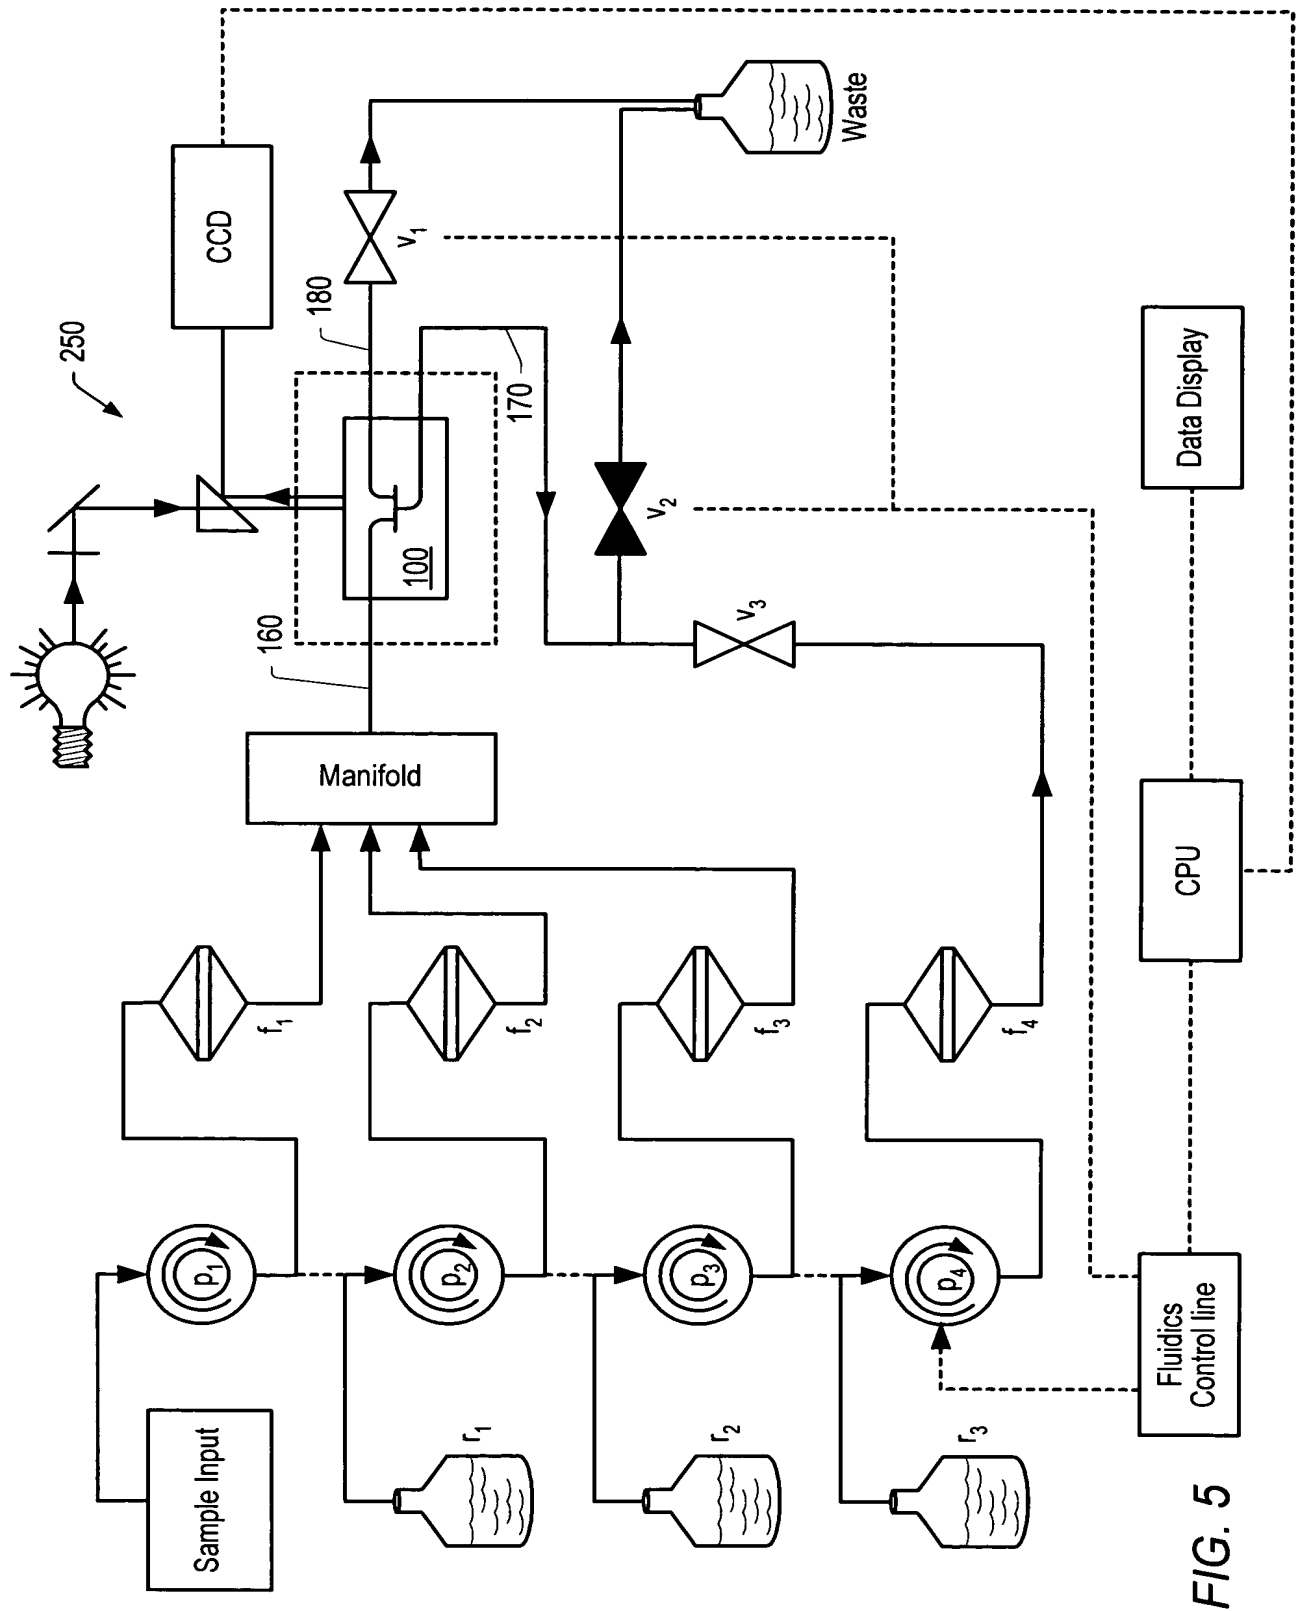 250
CCD
180
v1
Waste
160
100
170
v2
v3
Manifold
f1
f2
f3
f4
Sample Input
p1
p2
p3
p4
r1
r2
r3
Fluidics
Control line
CPU
Data Display
FIG. 5